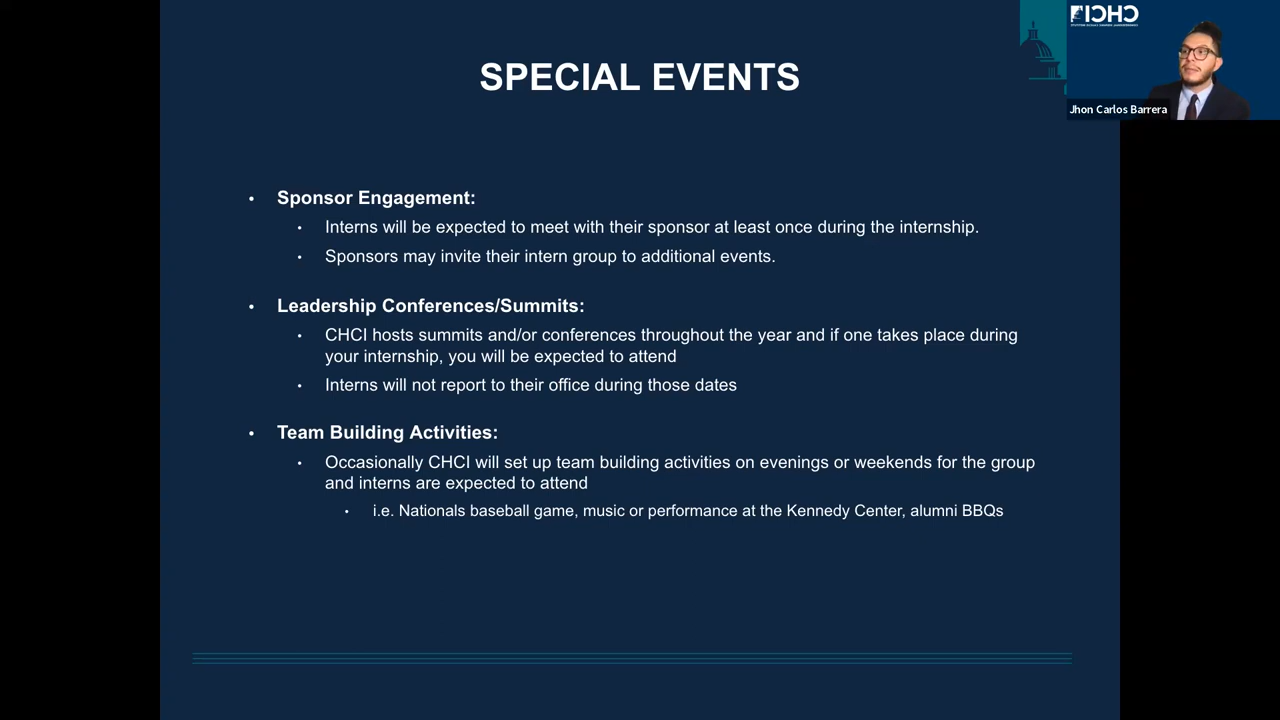 CHCI
Jhon Carlos Barrera
SPECIAL EVENTS
• Sponsor Engagement:
• Interns will be expected to meet with their sponsor at least once during the internship.
• Sponsors may invite their intern group to additional events.
• Leadership Conferences/Summits:
• CHCI hosts summits and/or conferences throughout the year and if one takes place during
your internship, you will be expected to attend
• Interns will not report to their office during those dates
• Team Building Activities:
• Occasionally CHCI will set up team building activities on evenings or weekends for the group
and interns are expected to attend
• i.e. Nationals baseball game, music or performance at the Kennedy Center, alumni BBQs